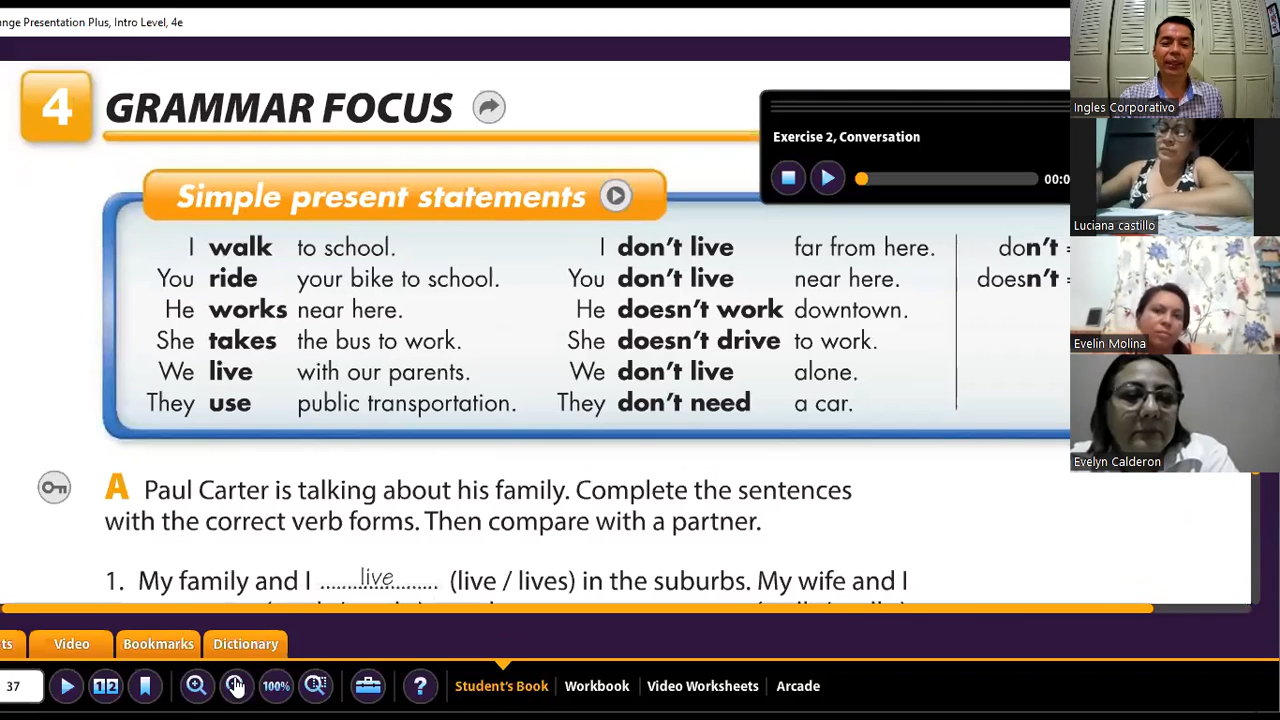 nge Presentation Plus, Intro Level, 4e
4 GRAMMAR FOCUS
Exercise 2, Conversation
00:0
Simple present statements
I walk to school. I don't live far from here. don't =
You ride your bike to school. You don't live near here. doesn't =
He works near here. He doesn't work downtown.
She takes the bus to work. She doesn't drive to work.
We live with our parents. We don't live alone.
They use public transportation. They don't need a car.
A Paul Carter is talking about his family. Complete the sentences
with the correct verb forms. Then compare with a partner.
1. My family and I live (live / lives) in the suburbs. My wife and I
Ingles Corporativo
Luciana castillo
Evelin Molina
Evelyn Calderon
ts Video Bookmarks Dictionary
37 12 100% ? Student's Book Workbook Video Worksheets Arcade